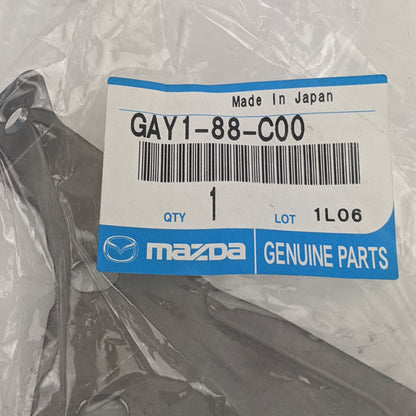 Made In Japan
GAY1-88-C00
QTY 1 LOT 1L06
mazda GENUINE PARTS